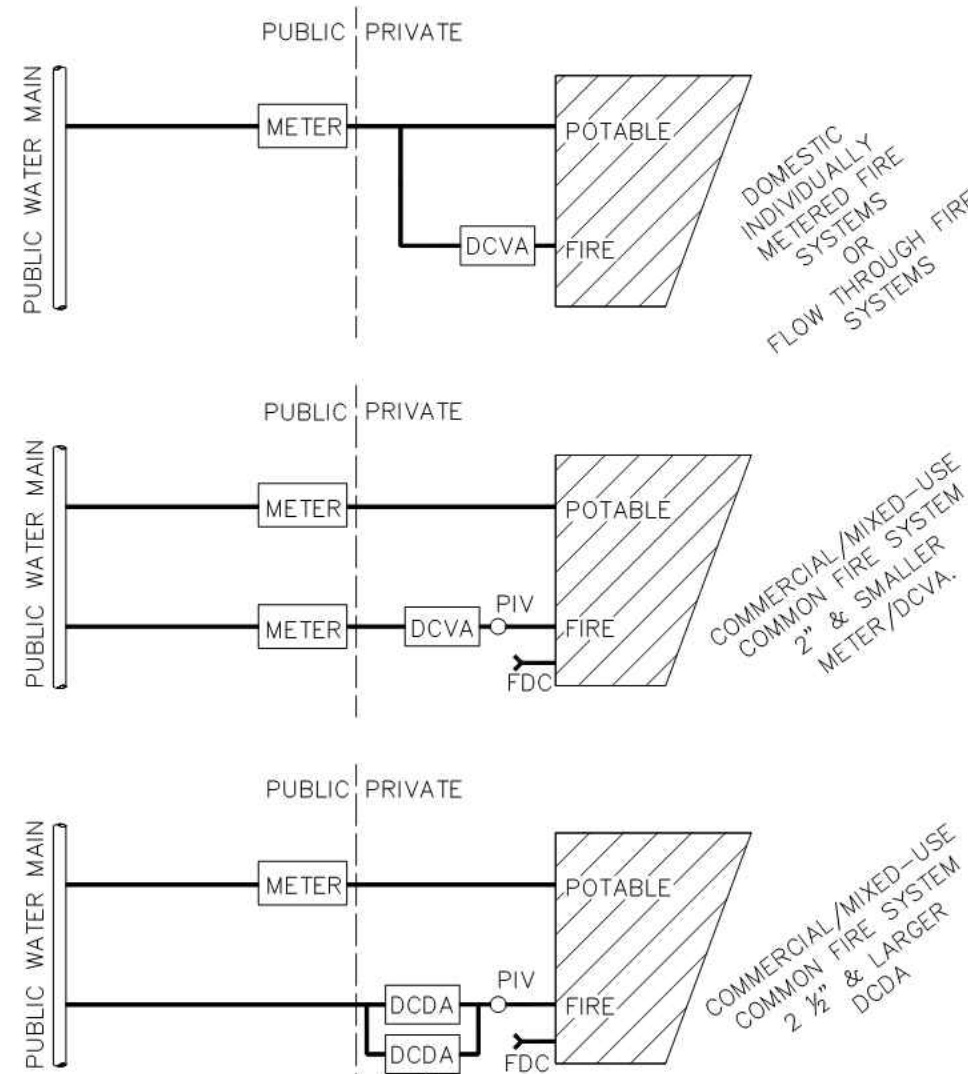 PUBLIC PRIVATE
PUBLIC WATER MAIN
METER
POTABLE
DCVA
FIRE
DOMESTIC
INDIVIDUALLY
METERED FIRE
SYSTEMS
OR
FLOW THROUGH FIRE
SYSTEMS
PUBLIC PRIVATE
PUBLIC WATER MAIN
METER
POTABLE
METER
DCVA
PIV
FIRE
FDC
COMMERCIAL/MIXED-USE
COMMON FIRE SYSTEM
2" & SMALLER
METER/DCVA.
PUBLIC PRIVATE
PUBLIC WATER MAIN
METER
POTABLE
DCDA
PIV
FIRE
DCDA
FDC
COMMERCIAL/MIXED-USE
COMMON FIRE SYSTEM
2 ½" & LARGER
DCDA